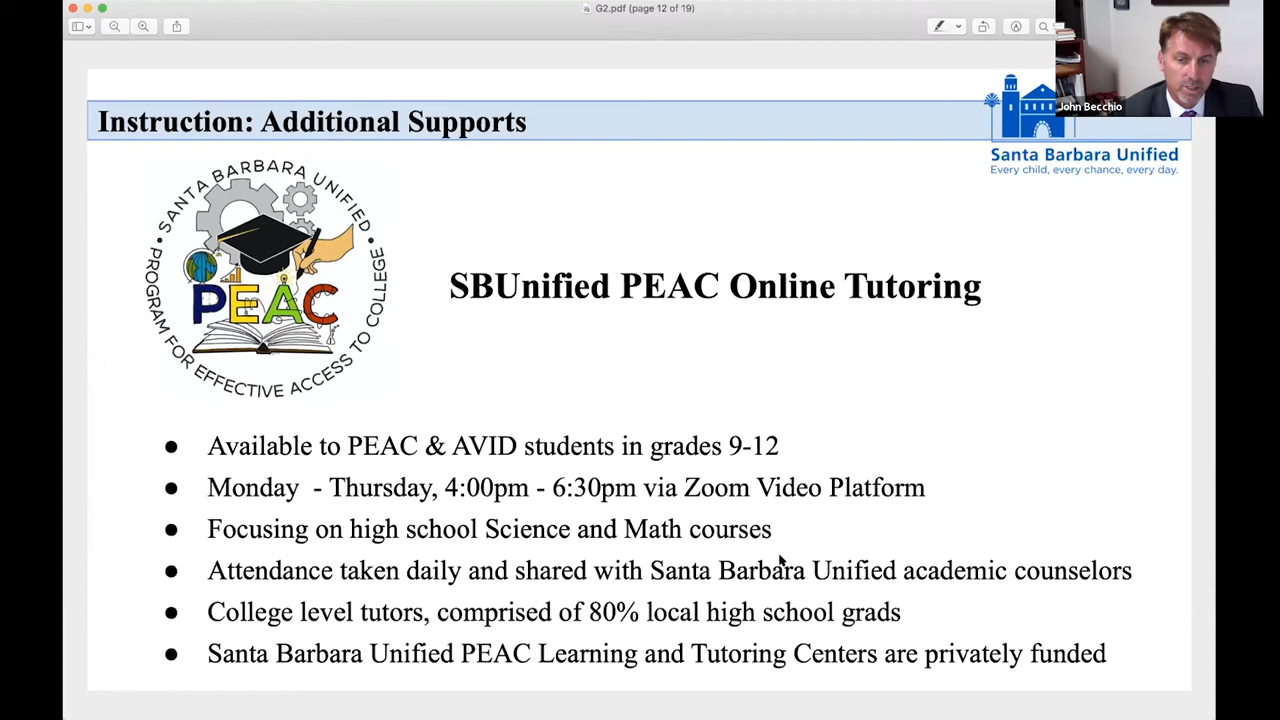 G2.pdf (page 12 of 19)
John Becchio
Instruction: Additional Supports
Santa Barbara Unified
Every child, every chance, every day.
SANTA BARBARA UNIFIED
PROGRAM FOR EFFECTIVE ACCESS TO COLLEGE
PEAC
SBUnified PEAC Online Tutoring
● Available to PEAC & AVID students in grades 9-12
● Monday - Thursday, 4:00pm - 6:30pm via Zoom Video Platform
● Focusing on high school Science and Math courses
● Attendance taken daily and shared with Santa Barbara Unified academic counselors
● College level tutors, comprised of 80% local high school grads
● Santa Barbara Unified PEAC Learning and Tutoring Centers are privately funded